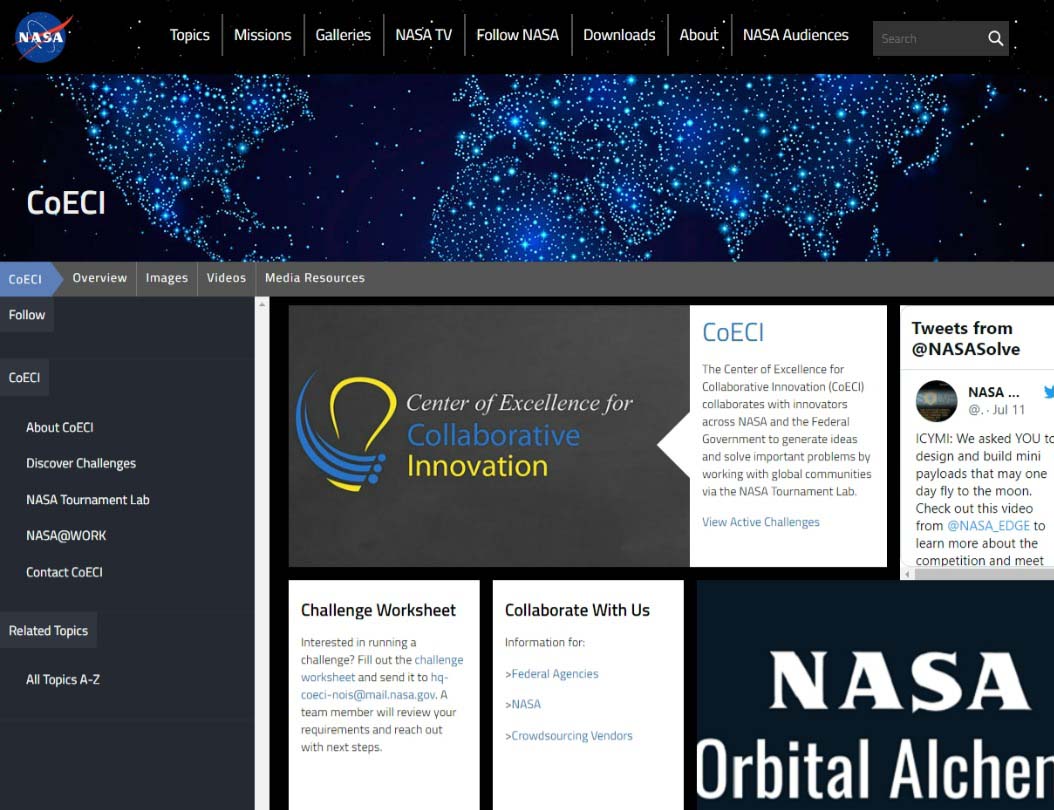 NASA
Topics
Missions
Galleries
NASA TV
Follow NASA
Downloads
About
NASA Audiences
Search
CoECI
CoECI
Overview
Images
Videos
Media Resources
Follow
CoECI
About CoECI
Discover Challenges
NASA Tournament Lab
NASA@WORK
Contact CoECI
Related Topics
All Topics A-Z
Center of Excellence for
Collaborative
Innovation
CoECI
The Center of Excellence for
Collaborative Innovation (CoECI)
collaborates with innovators
across NASA and the Federal
Government to generate ideas
and solve important problems by
working with global communities
via the NASA Tournament Lab.
View Active Challenges
Tweets from
@NASASolve
NASA ...
@. · Jul 11
ICYMI: We asked YOU to
design and build mini
payloads that may one
day fly to the moon.
Check out this video
from @NASA_EDGE to
learn more about the
competition and meet
Challenge Worksheet
Interested in running a
challenge? Fill out the challenge
worksheet and send it to hq-
coeci-nois@mail.nasa.gov. A
team member will review your
requirements and reach out
with next steps.
Collaborate With Us
Information for:
>Federal Agencies
>NASA
>Crowdsourcing Vendors
NASA
Orbital Alchem